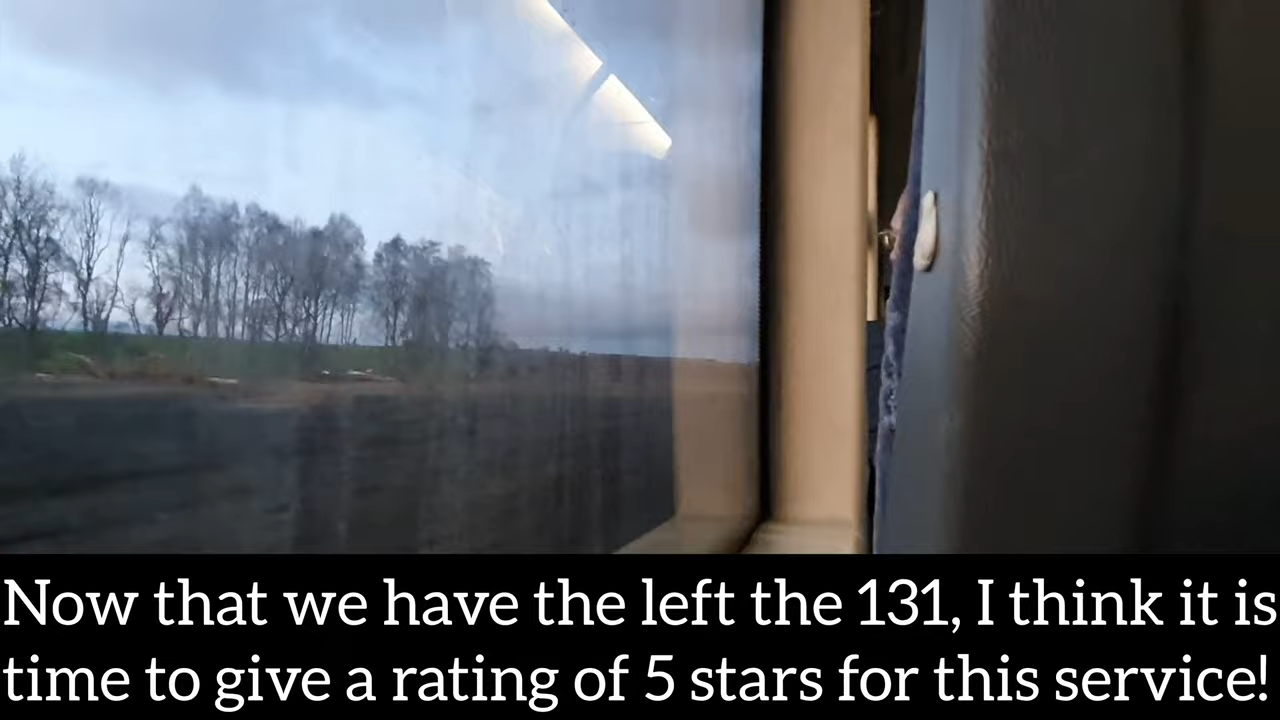 Now that we have the left the 131, I think it is
time to give a rating of 5 stars for this service!